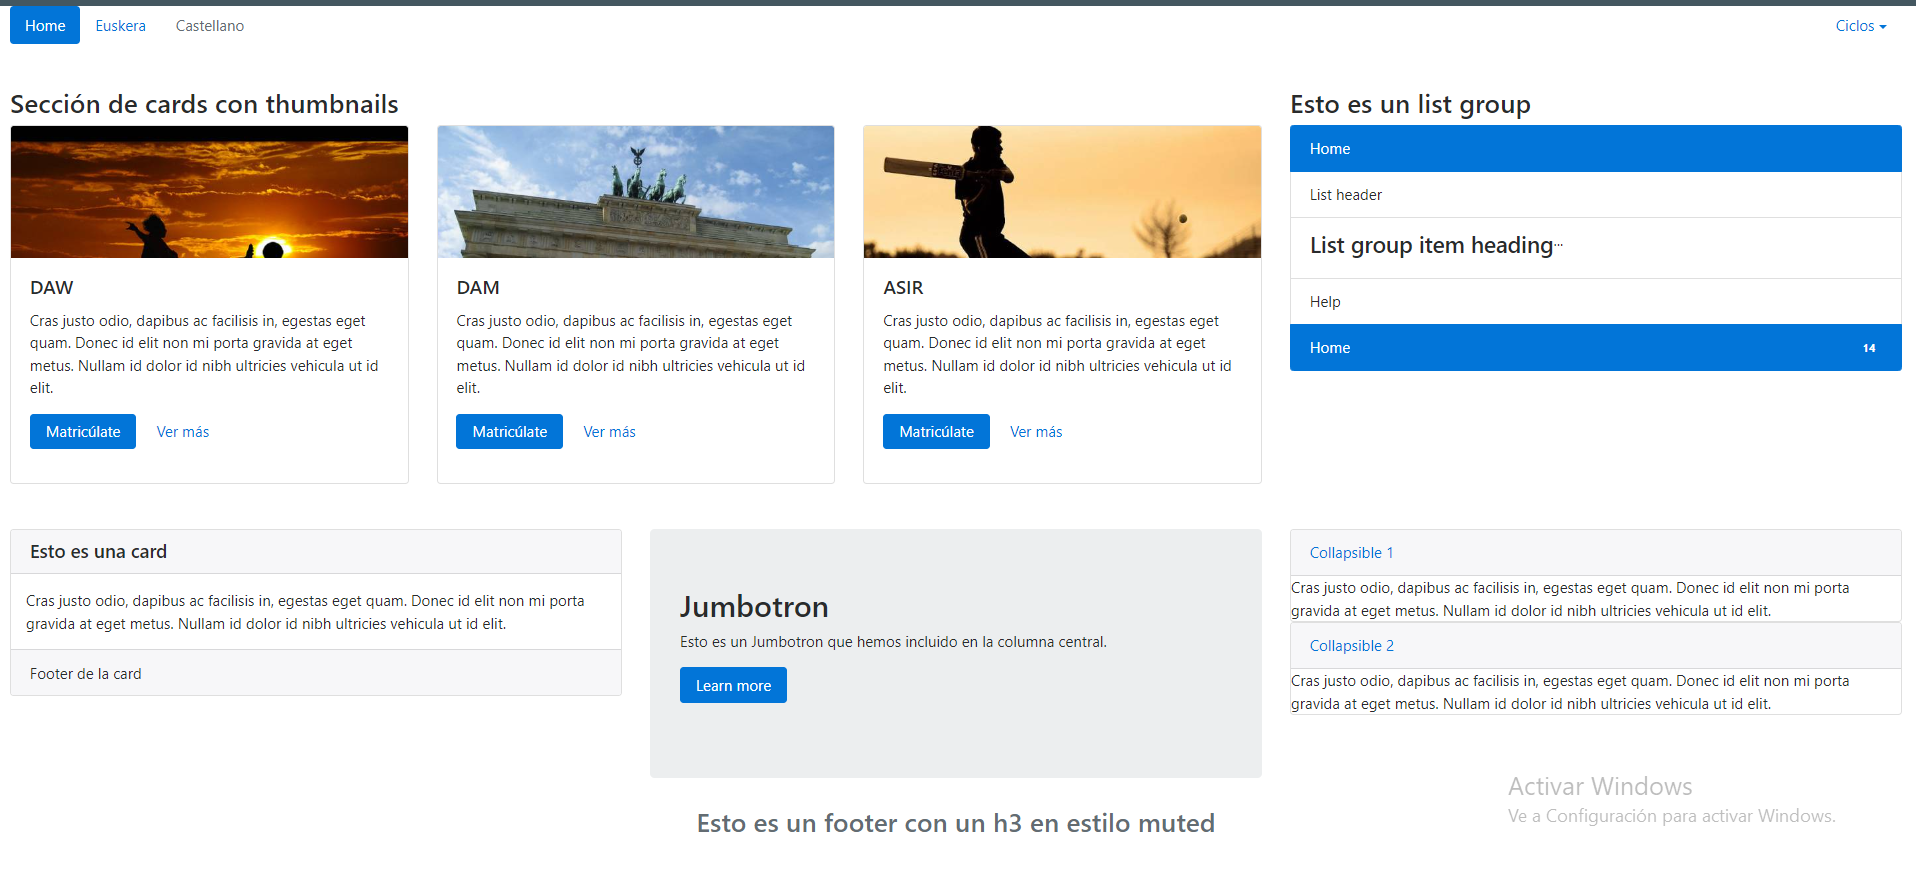 Home Euskera Castellano Ciclos
Sección de cards con thumbnails
DAW
Cras justo odio, dapibus ac facilisis in, egestas eget
quam. Donec id elit non mi porta gravida at eget
metus. Nullam id dolor id nibh ultricies vehicula ut id
elit.
Matricúlate Ver más
DAM
Cras justo odio, dapibus ac facilisis in, egestas eget
quam. Donec id elit non mi porta gravida at eget
metus. Nullam id dolor id nibh ultricies vehicula ut id
elit.
Matricúlate Ver más
ASIR
Cras justo odio, dapibus ac facilisis in, egestas eget
quam. Donec id elit non mi porta gravida at eget
metus. Nullam id dolor id nibh ultricies vehicula ut id
elit.
Matricúlate Ver más
Esto es un list group
Home
List header
List group item heading...
Help
Home 14
Esto es una card
Cras justo odio, dapibus ac facilisis in, egestas eget quam. Donec id elit non mi porta
gravida at eget metus. Nullam id dolor id nibh ultricies vehicula ut id elit.
Footer de la card
Jumbotron
Esto es un Jumbotron que hemos incluido en la columna central.
Learn more
Collapsible 1
Cras justo odio, dapibus ac facilisis in, egestas eget quam. Donec id elit non mi porta
gravida at eget metus. Nullam id dolor id nibh ultricies vehicula ut id elit.
Collapsible 2
Cras justo odio, dapibus ac facilisis in, egestas eget quam. Donec id elit non mi porta
gravida at eget metus. Nullam id dolor id nibh ultricies vehicula ut id elit.
Activar Windows
Ve a Configuración para activar Windows.
Esto es un footer con un h3 en estilo muted